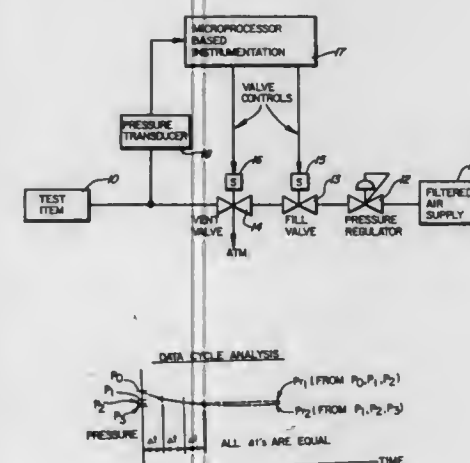 MICROPROCESSOR
BASED
INSTRUMENTATION
17
VALVE
CONTROLS
PRESSURE
TRANSDUCER
16
15
S
S
10
13
12
TEST
ITEM
FILTERED
AIR
SUPPLY
VENT
VALVE
14
FILL
VALVE
PRESSURE
REGULATOR
ATM
DATA CYCLE ANALYSIS
P0
P1
P2
P3
Pr1 (FROM P0, P1, P2)
Pr2 (FROM P1, P2, P3)
PRESSURE
Δt
Δt
ALL Δt's ARE EQUAL
TIME